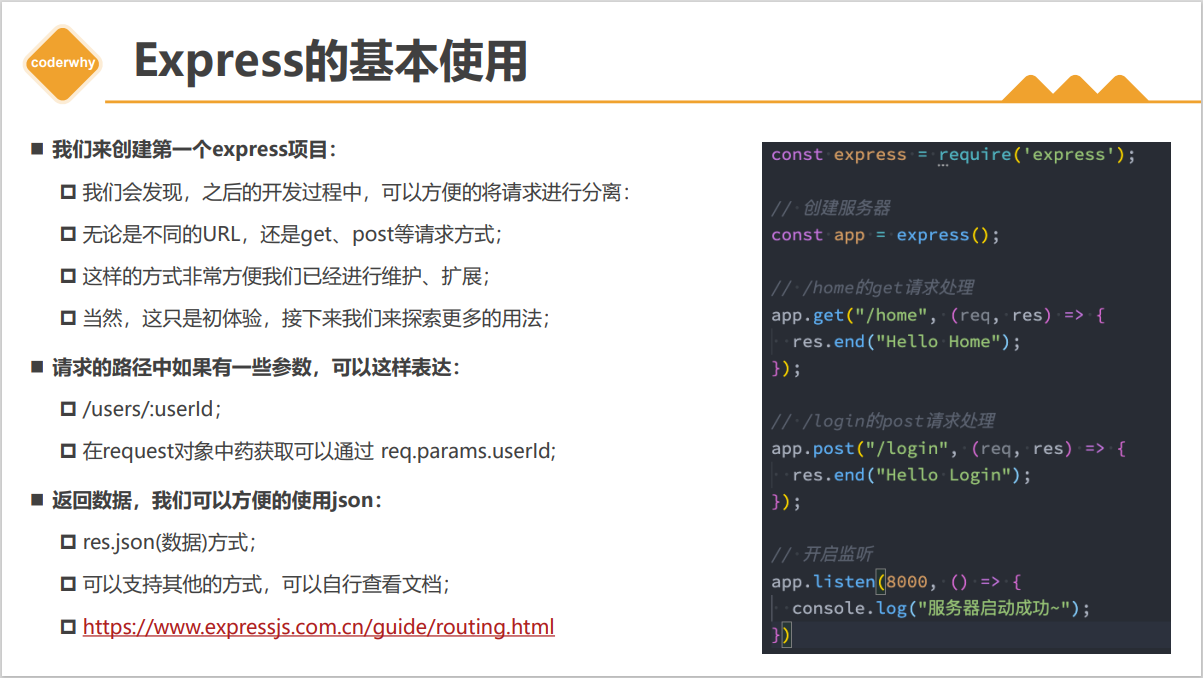 coderwhy
Express的基本使用
我们来创建第一个express项目：
我们会发现，之后的开发过程中，可以方便的将请求进行分离：
无论是不同的URL，还是get、post等请求方式；
这样的方式非常方便我们已经进行维护、扩展；
当然，这只是初体验，接下来我们来探索更多的用法；
请求的路径中如果有一些参数，可以这样表达：
/users/:userId；
在request对象中药获取可以通过 req.params.userId;
返回数据，我们可以方便的使用json：
res.json(数据)方式；
可以支持其他的方式，可以自行查看文档；
https://www.expressjs.com.cn/guide/routing.html
const express = require('express');
// 创建服务器
const app = express();
// /home的get请求处理
app.get("/home", (req, res) => {
  res.end("Hello Home");
});
// /login的post请求处理
app.post("/login", (req, res) => {
  res.end("Hello Login");
});
// 开启监听
app.listen(8000, () => {
  console.log("服务器启动成功~");
})